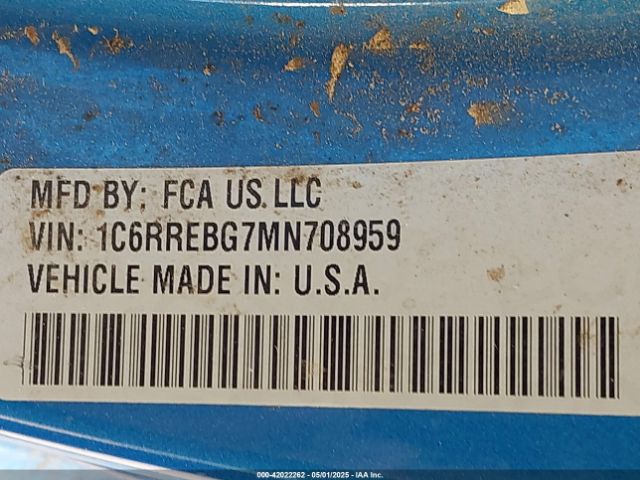 MFD BY: FCA US LLC
VIN: 1C6RREBG7MN708959
VEHICLE MADE IN: U.S.A.
000-42022262 - 05/01/2025 - IAA Inc.